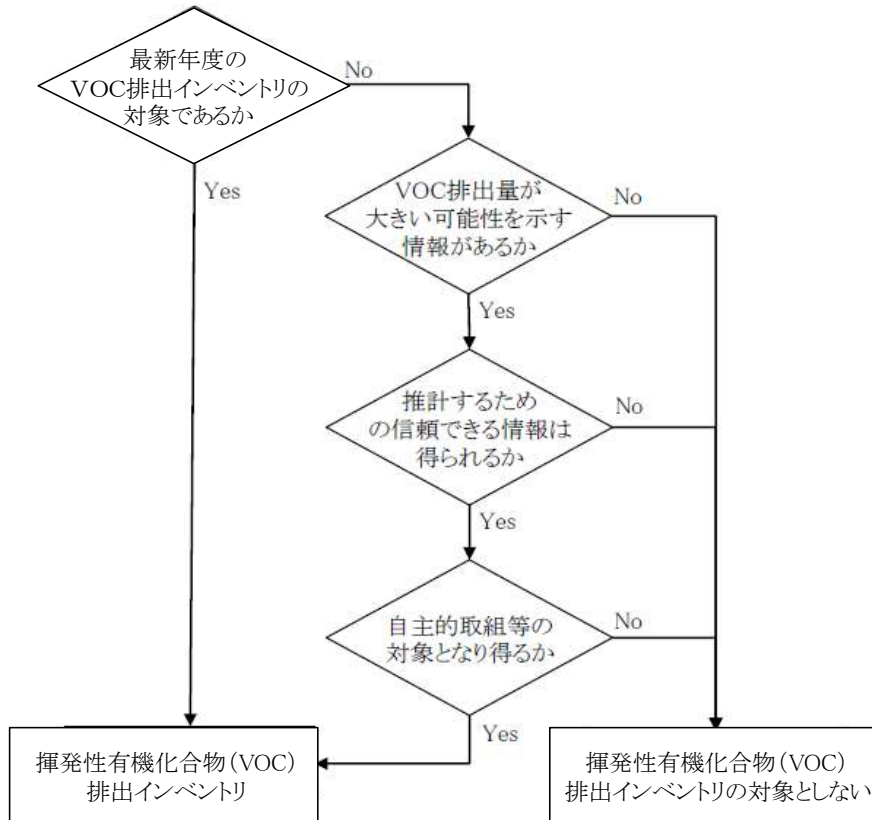 最新年度の
VOC排出インベントリの
対象であるか
No
Yes
VOC排出量が
大きい可能性を示す
情報があるか
No
Yes
推計するため
の信頼できる情報は
得られるか
No
Yes
自主的取組等の
対象となり得るか
No
Yes
揮発性有機化合物(VOC)
排出インベントリ
揮発性有機化合物(VOC)
排出インベントリの対象としない